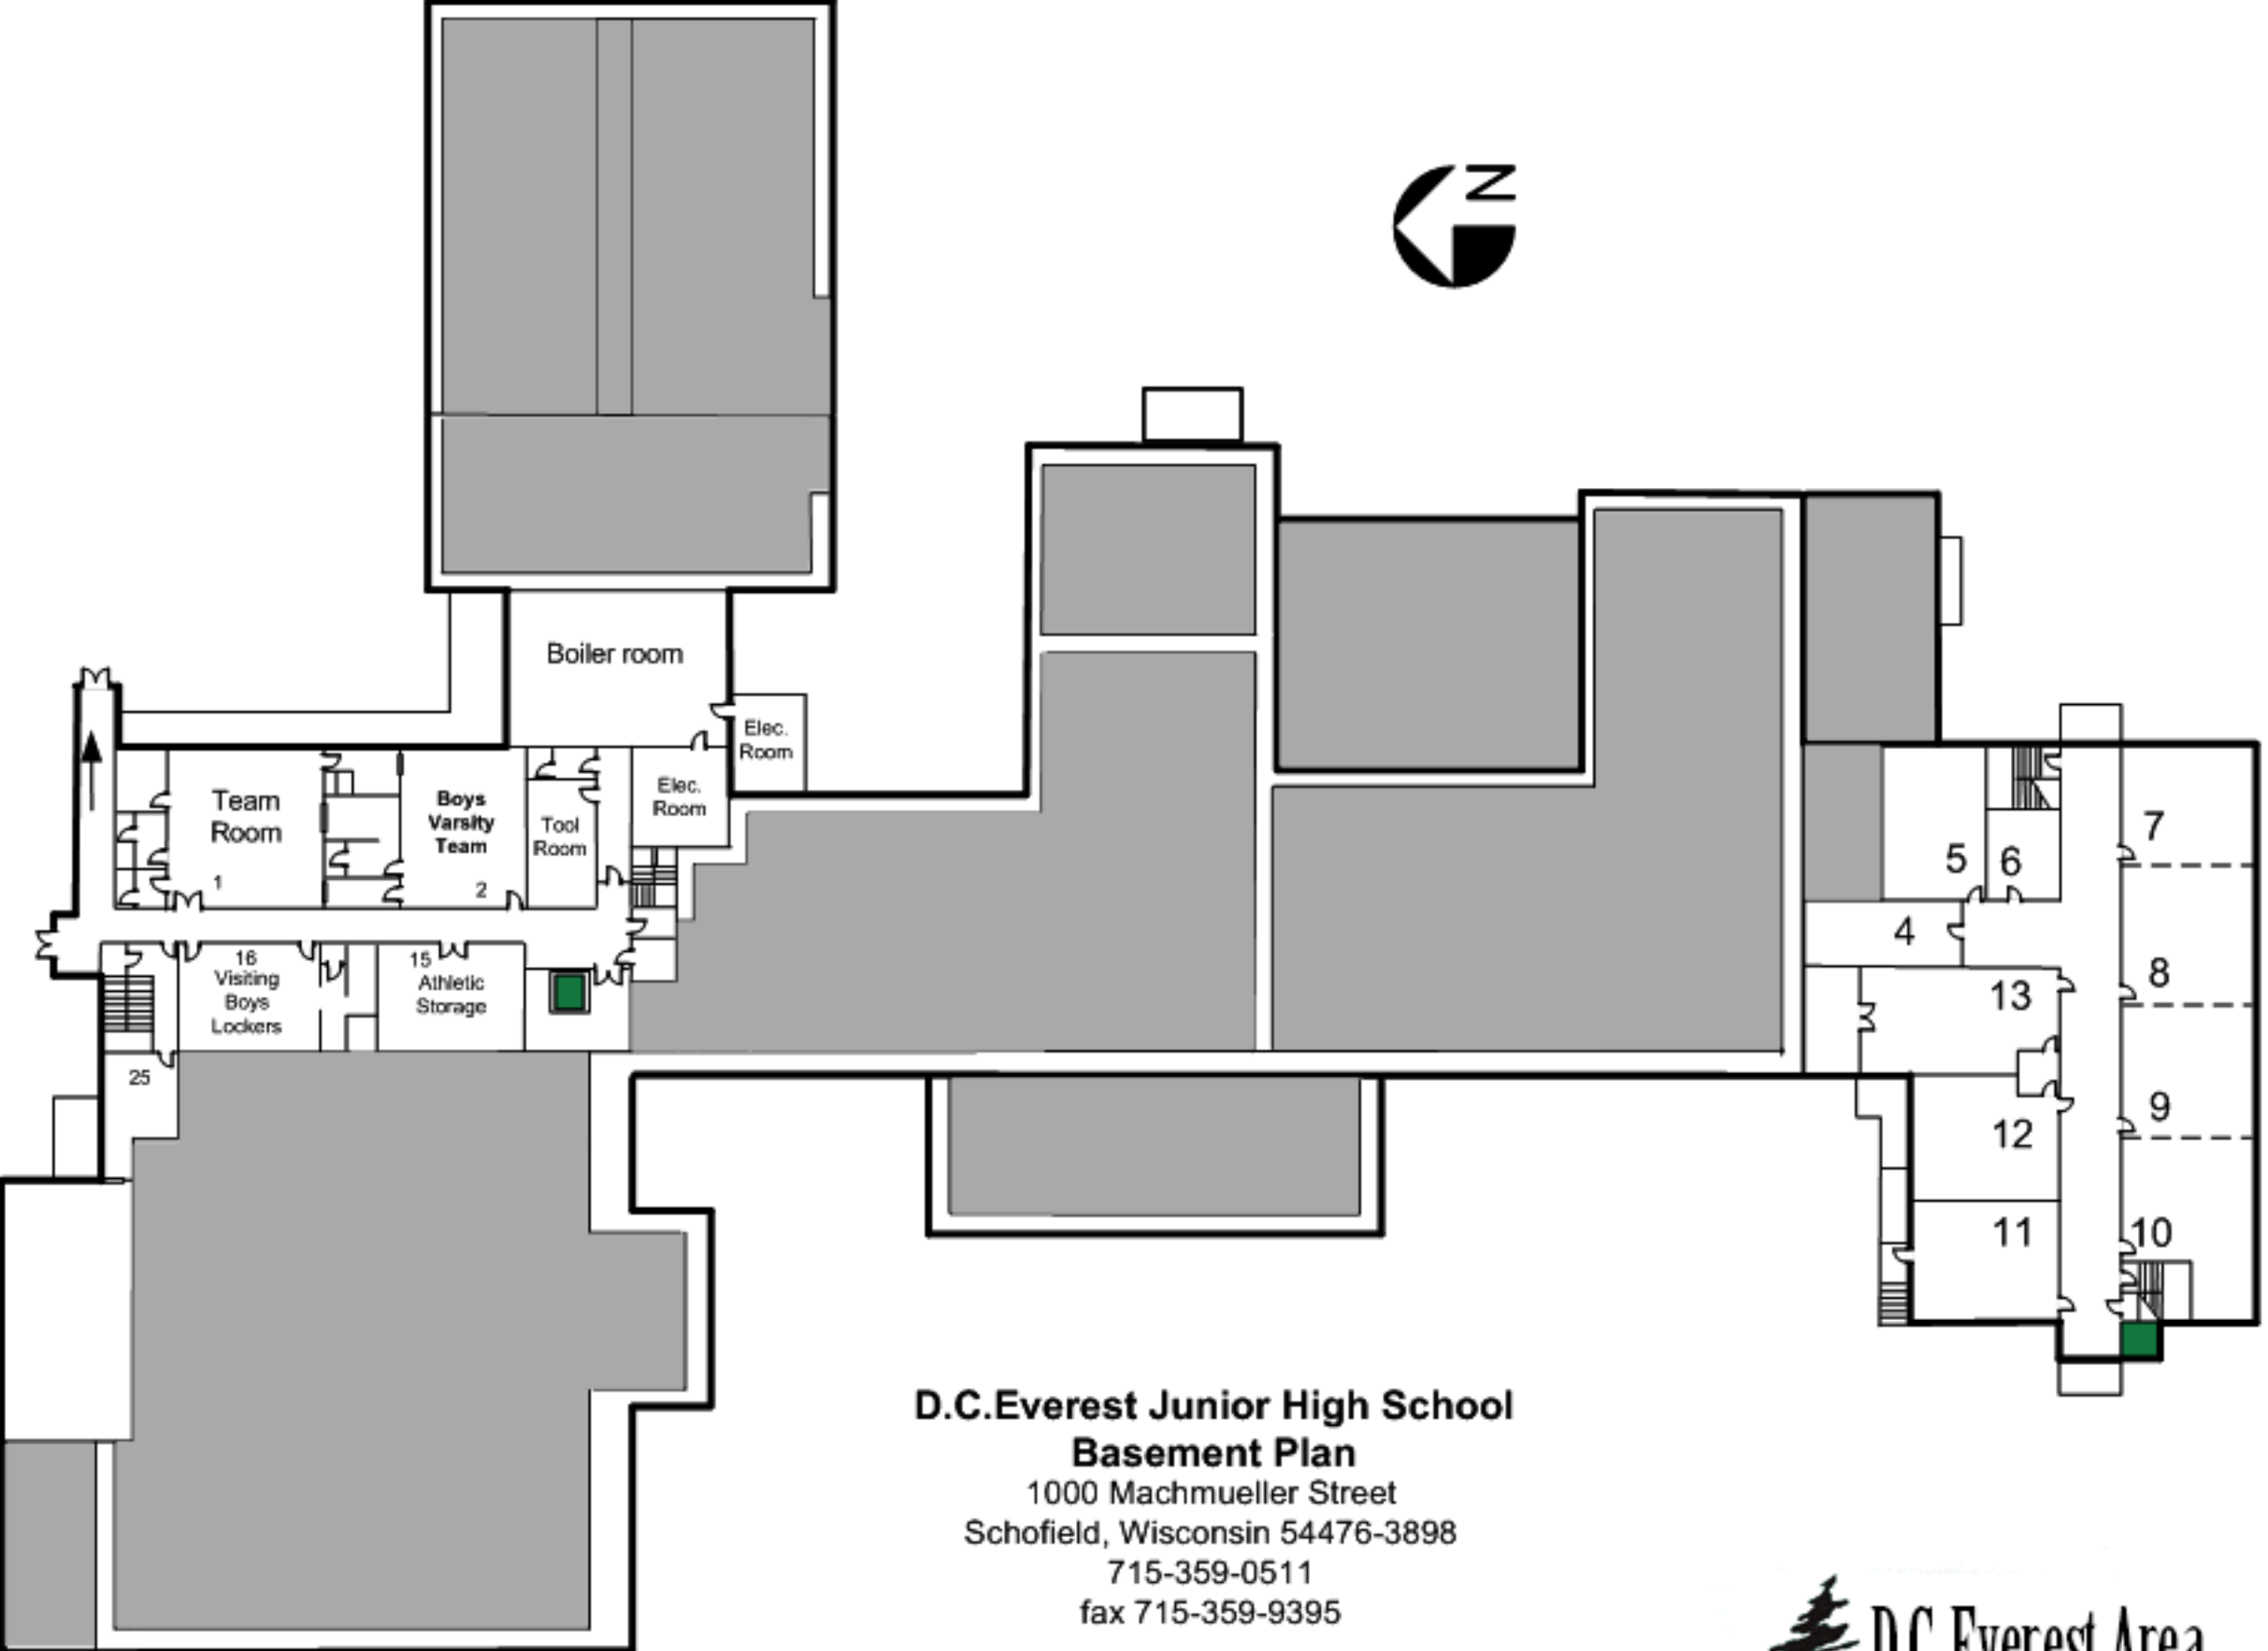 N
Boiler room
Elec.
Room
Elec.
Room
Team
Room
1
Boys
Varsity
Team
2
Tool
Room
16
Visiting
Boys
Lockers
15
Athletic
Storage
25
5
6
7
4
8
13
9
12
10
11
D.C.Everest Junior High School
Basement Plan
1000 Machmueller Street
Schofield, Wisconsin 54476-3898
715-359-0511
fax 715-359-9395
D.C. Everest Area